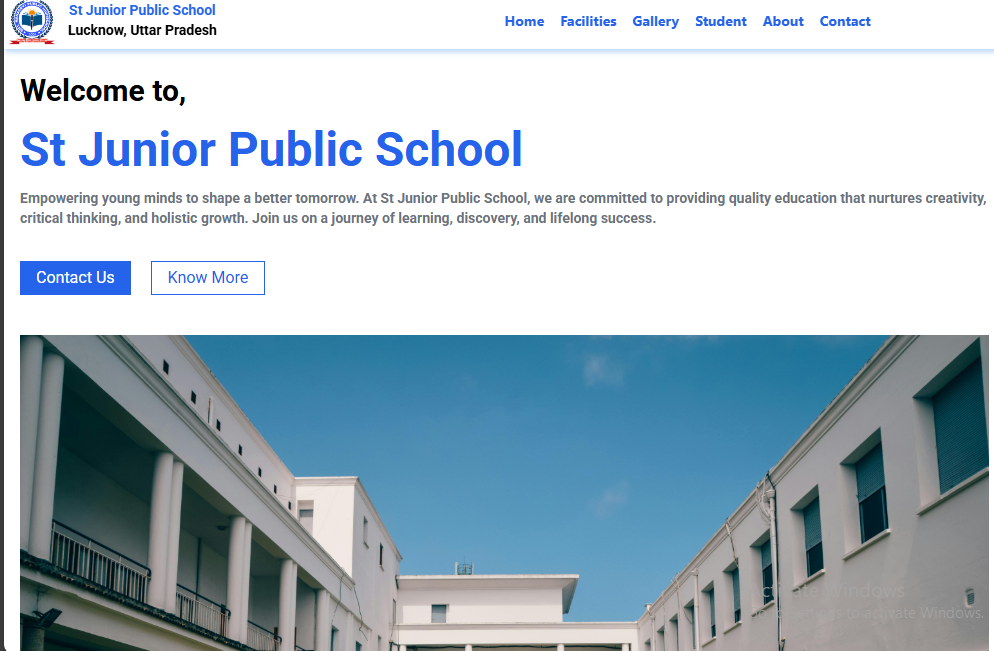 St Junior Public School
Lucknow, Uttar Pradesh
Home Facilities Gallery Student About Contact
Welcome to,
St Junior Public School
Empowering young minds to shape a better tomorrow. At St Junior Public School, we are committed to providing quality education that nurtures creativity,
critical thinking, and holistic growth. Join us on a journey of learning, discovery, and lifelong success.
Contact Us Know More
Activate Windows
to activate Windows.